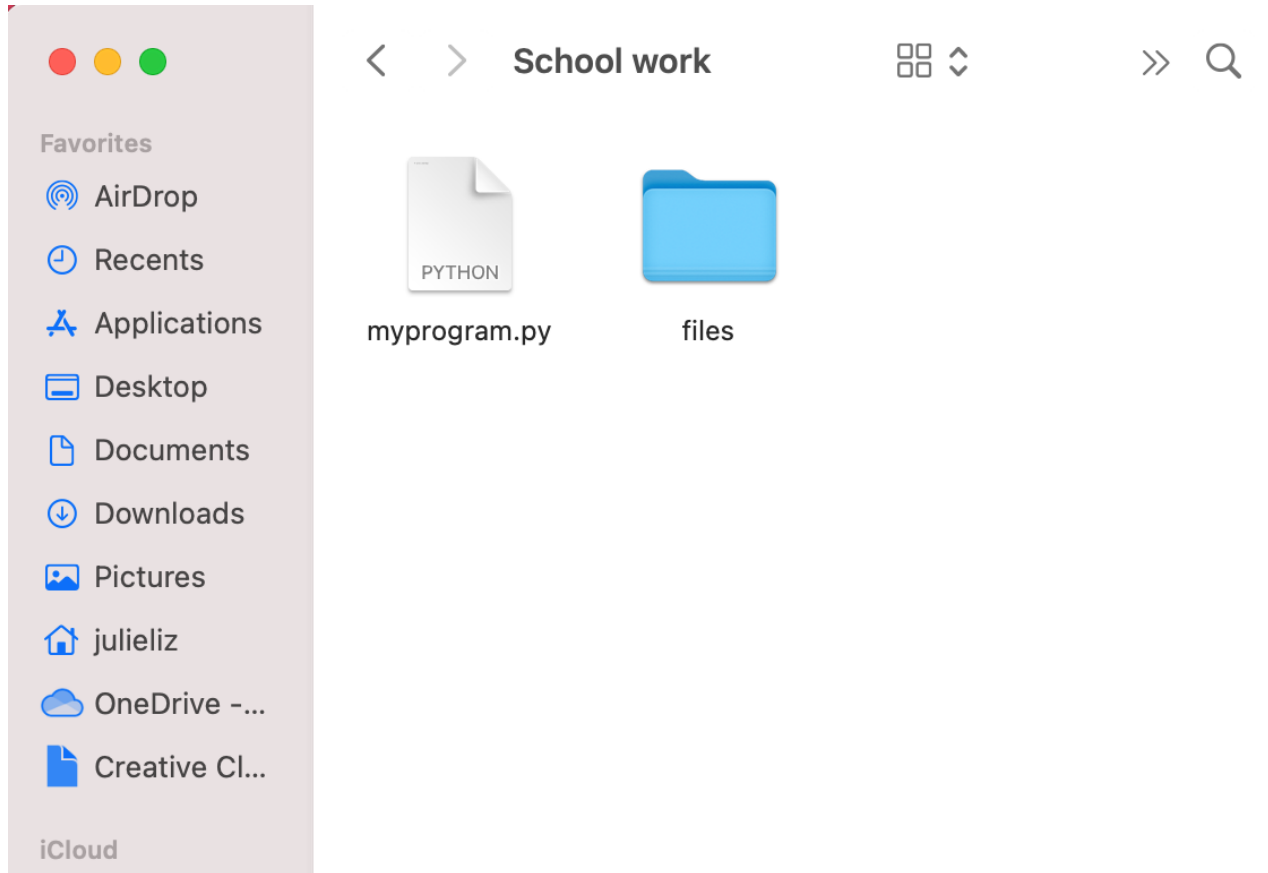 School work
Favorites
AirDrop
Recents
Applications
Desktop
Documents
Downloads
Pictures
julieliz
OneDrive -...
Creative Cl...
iCloud
PYTHON
myprogram.py
files